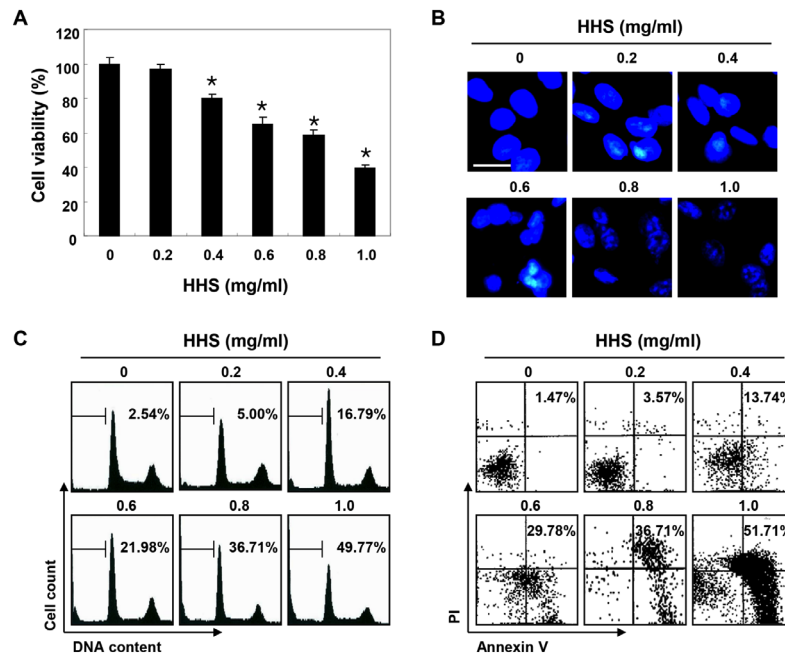 A
120
100
80
60
40
20
0
Cell viability (%)
* * * *
0 0.2 0.4 0.6 0.8 1.0
HHS (mg/ml)
B
HHS (mg/ml)
0 0.2 0.4
0.6 0.8 1.0
C
HHS (mg/ml)
0 0.2 0.4
2.54% 5.00% 16.79%
0.6 0.8 1.0
21.98% 36.71% 49.77%
Cell count
DNA content
D
HHS (mg/ml)
0 0.2 0.4
1.47% 3.57% 13.74%
0.6 0.8 1.0
29.78% 36.71% 51.71%
PI
Annexin V